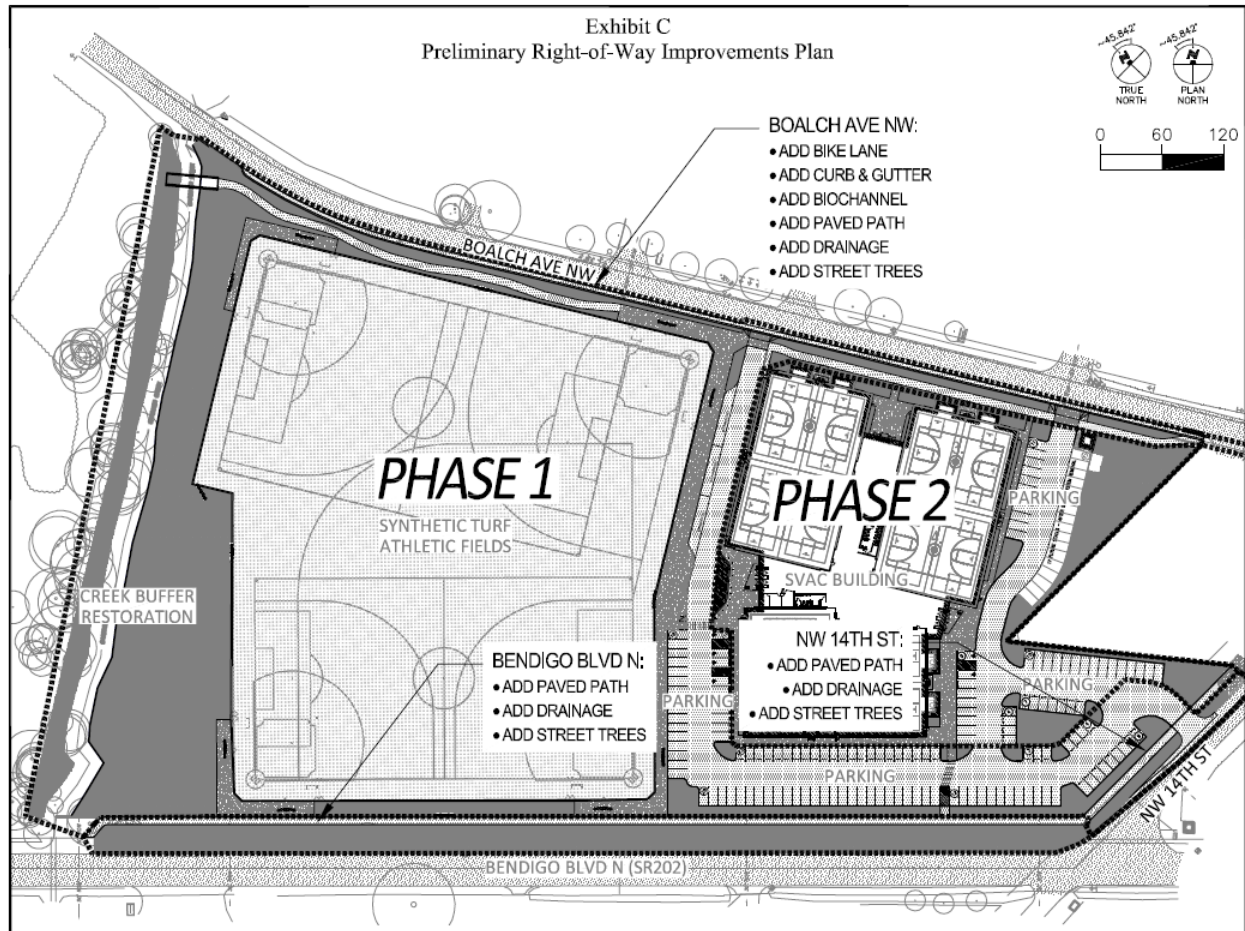 Exhibit C
Preliminary Right-of-Way Improvements Plan
~45.842'
~45.842'
N
N
TRUE
NORTH
PLAN
NORTH
0 60 120
BOALCH AVE NW:
• ADD BIKE LANE
• ADD CURB & GUTTER
• ADD BIOCHANNEL
• ADD PAVED PATH
• ADD DRAINAGE
• ADD STREET TREES
BOALCH AVE NW
PHASE 1
SYNTHETIC TURF
ATHLETIC FIELDS
PHASE 2
PARKING
SVAC BUILDING
CREEK BUFFER
RESTORATION
BENDIGO BLVD N:
• ADD PAVED PATH
• ADD DRAINAGE
• ADD STREET TREES
NW 14TH ST:
• ADD PAVED PATH
• ADD DRAINAGE
• ADD STREET TREES
PARKING
PARKING
PARKING
NW 14TH ST
BENDIGO BLVD N (SR202)